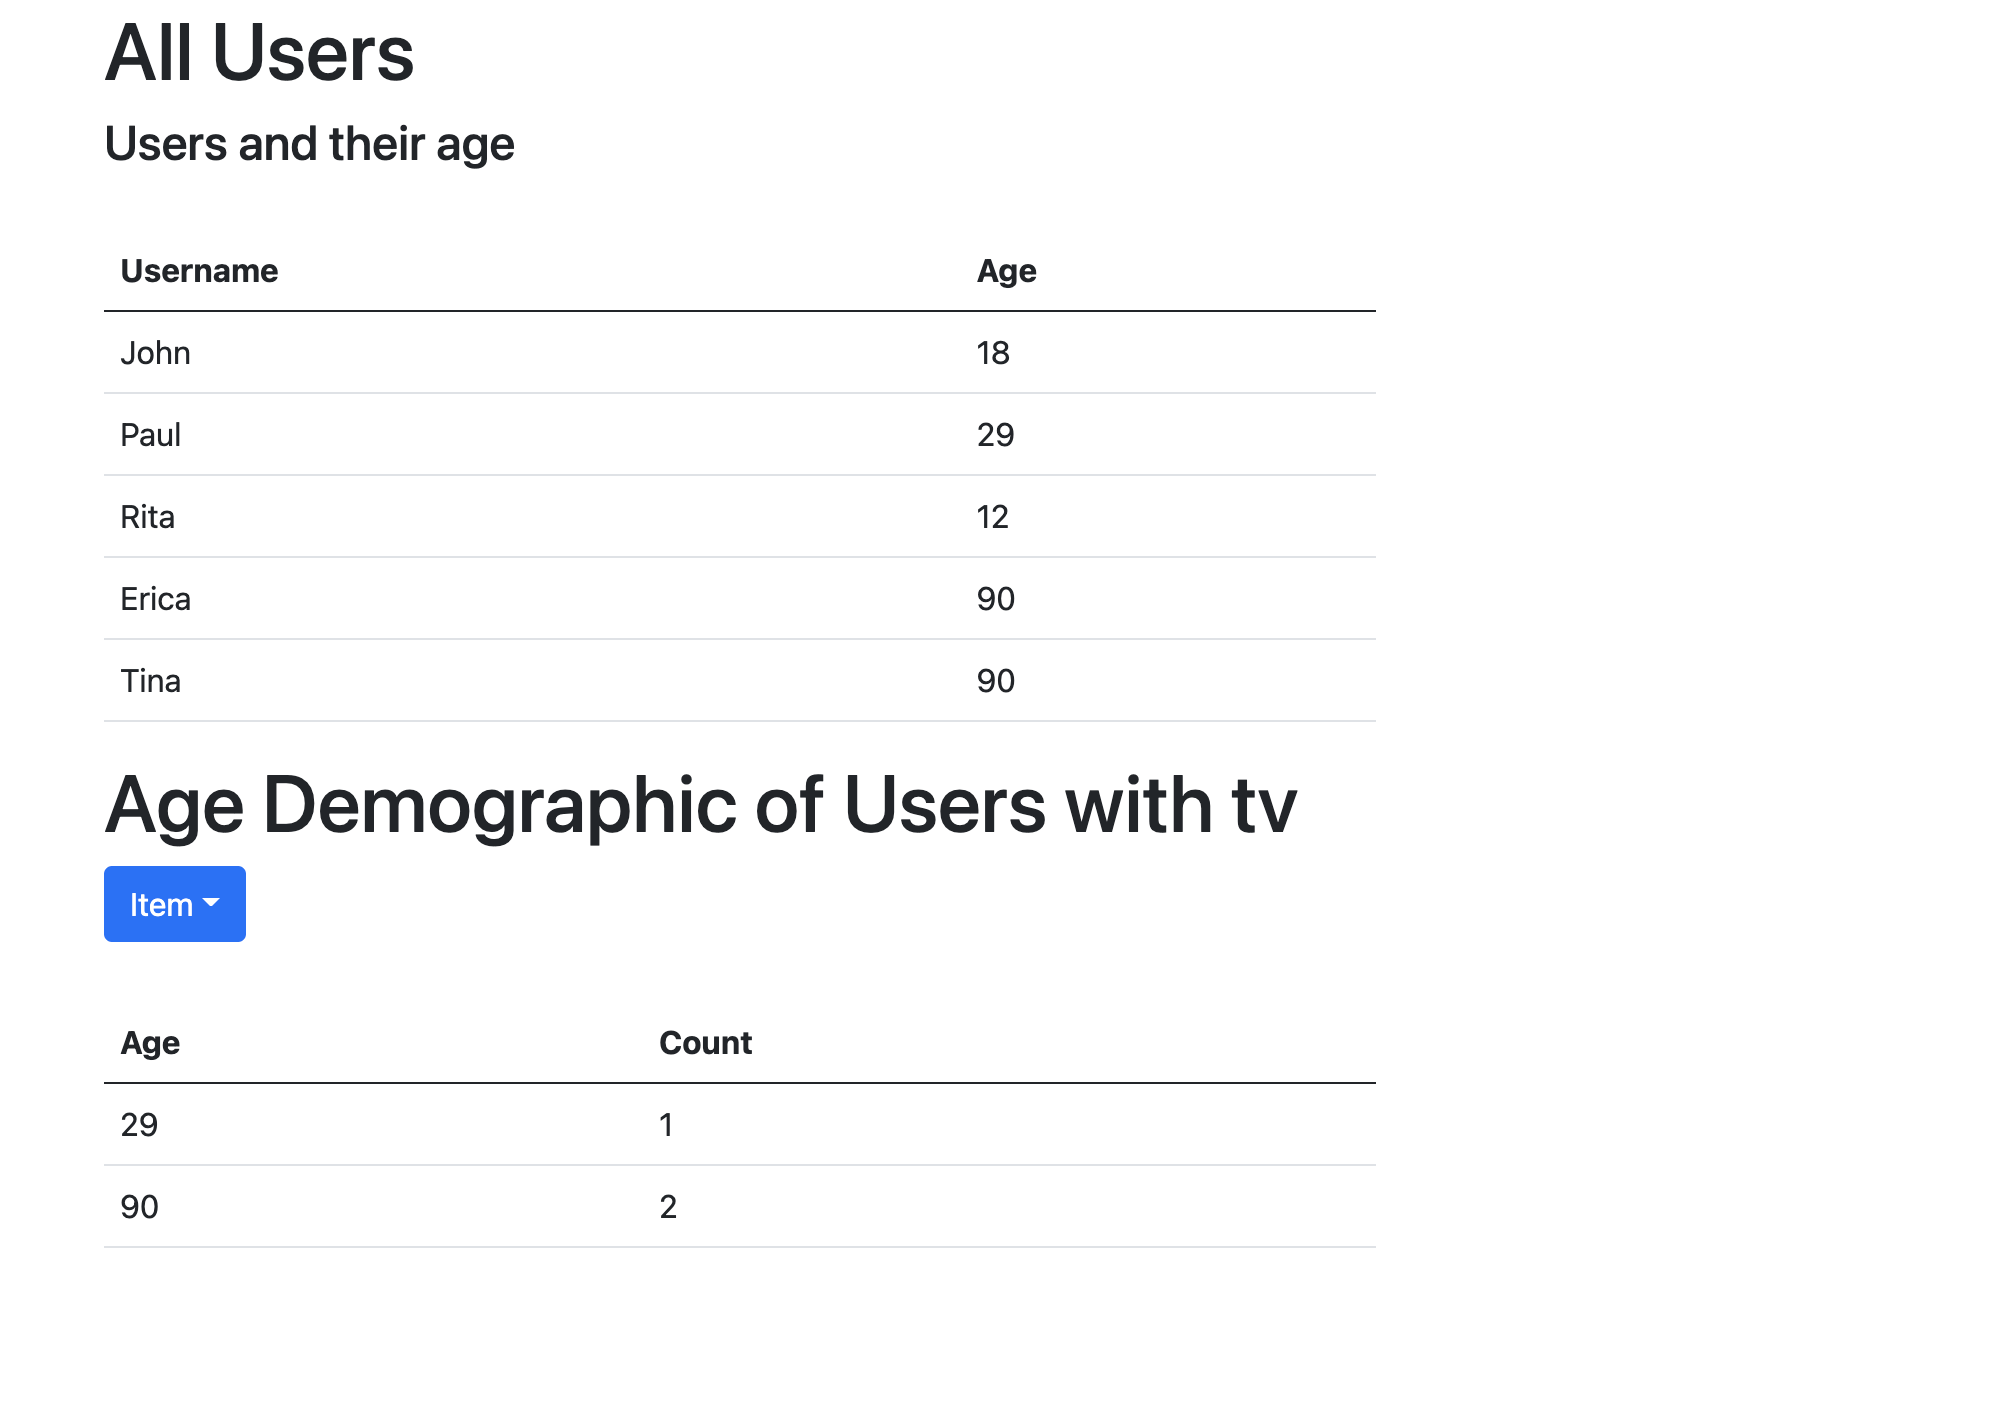 All Users
Users and their age
Username Age
John 18
Paul 29
Rita 12
Erica 90
Tina 90
Age Demographic of Users with tv
Item
Age Count
29 1
90 2